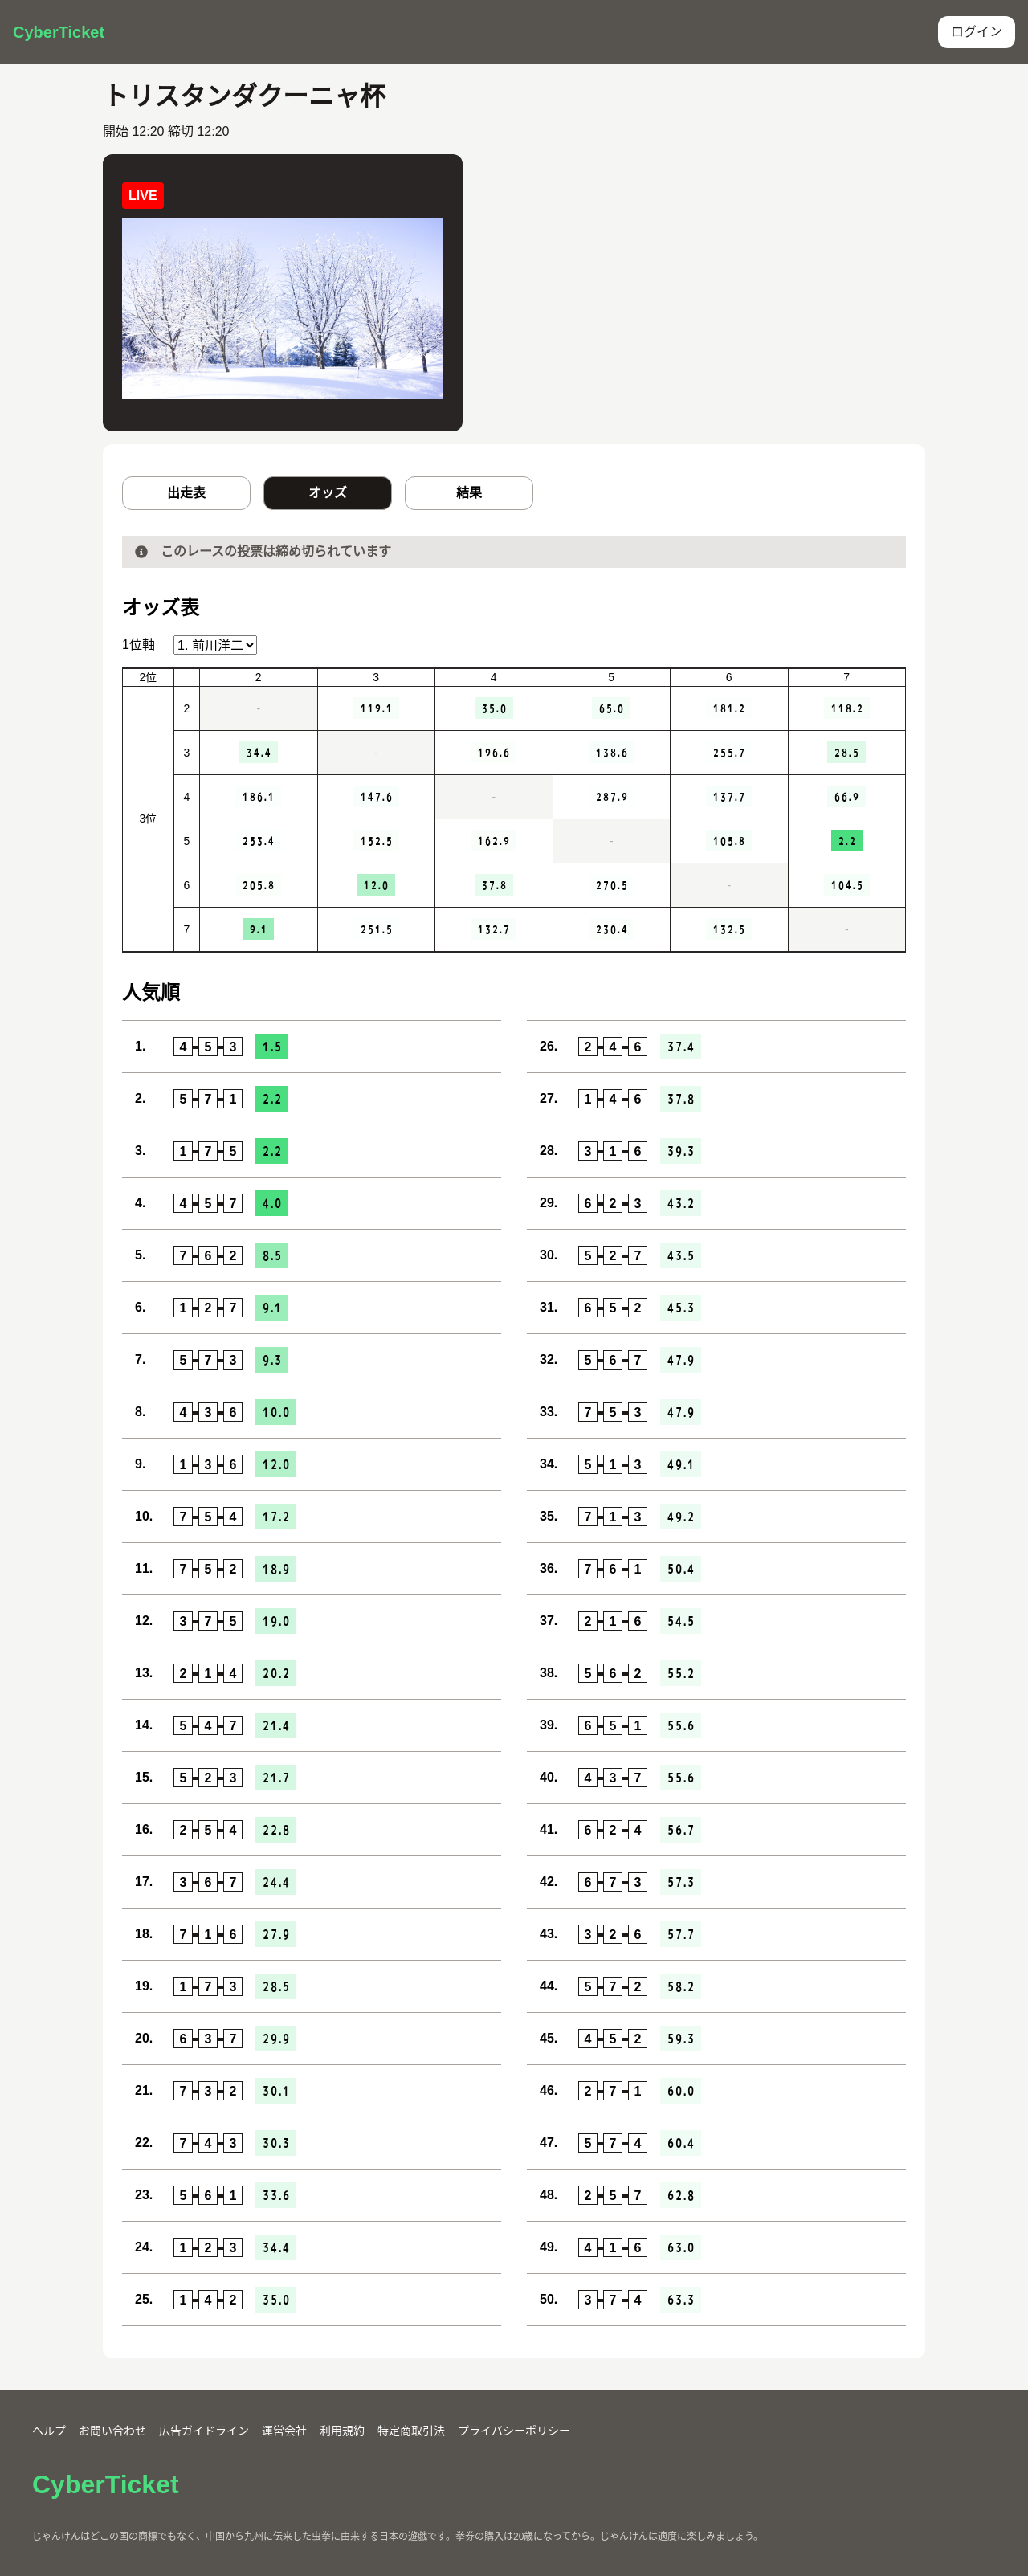 CyberTicket
ログイン
トリスタンダクーニャ杯
開始 12:20 締切 12:20
LIVE
出走表 オッズ 結果
このレースの投票は締め切られています
オッズ表
1位軸 1. 前川洋二
2位 2 3 4 5 6 7
3位
2 - 119.1 35.0 65.0 181.2 118.2
3 34.4 - 196.6 138.6 255.7 28.5
4 186.1 147.6 - 287.9 137.7 66.9
5 253.4 152.5 162.9 - 105.8 2.2
6 205.8 12.0 37.8 270.5 - 104.5
7 9.1 251.5 132.7 230.4 132.5 -
人気順
1. 4-5-3 1.5
2. 5-7-1 2.2
3. 1-7-5 2.2
4. 4-5-7 4.0
5. 7-6-2 8.5
6. 1-2-7 9.1
7. 5-7-3 9.3
8. 4-3-6 10.0
9. 1-3-6 12.0
10. 7-5-4 17.2
11. 7-5-2 18.9
12. 3-7-5 19.0
13. 2-1-4 20.2
14. 5-4-7 21.4
15. 5-2-3 21.7
16. 2-5-4 22.8
17. 3-6-7 24.4
18. 7-1-6 27.9
19. 1-7-3 28.5
20. 6-3-7 29.9
21. 7-3-2 30.1
22. 7-4-3 30.3
23. 5-6-1 33.6
24. 1-2-3 34.4
25. 1-4-2 35.0
26. 2-4-6 37.4
27. 1-4-6 37.8
28. 3-1-6 39.3
29. 6-2-3 43.2
30. 5-2-7 43.5
31. 6-5-2 45.3
32. 5-6-7 47.9
33. 7-5-3 47.9
34. 5-1-3 49.1
35. 7-1-3 49.2
36. 7-6-1 50.4
37. 2-1-6 54.5
38. 5-6-2 55.2
39. 6-5-1 55.6
40. 4-3-7 55.6
41. 6-2-4 56.7
42. 6-7-3 57.3
43. 3-2-6 57.7
44. 5-7-2 58.2
45. 4-5-2 59.3
46. 2-7-1 60.0
47. 5-7-4 60.4
48. 2-5-7 62.8
49. 4-1-6 63.0
50. 3-7-4 63.3
ヘルプ お問い合わせ 広告ガイドライン 運営会社 利用規約 特定商取引法 プライバシーポリシー
CyberTicket
じゃんけんはどこの国の商標でもなく、中国から九州に伝来した虫拳に由来する日本の遊戯です。拳券の購入は20歳になってから。じゃんけんは適度に楽しみましょう。